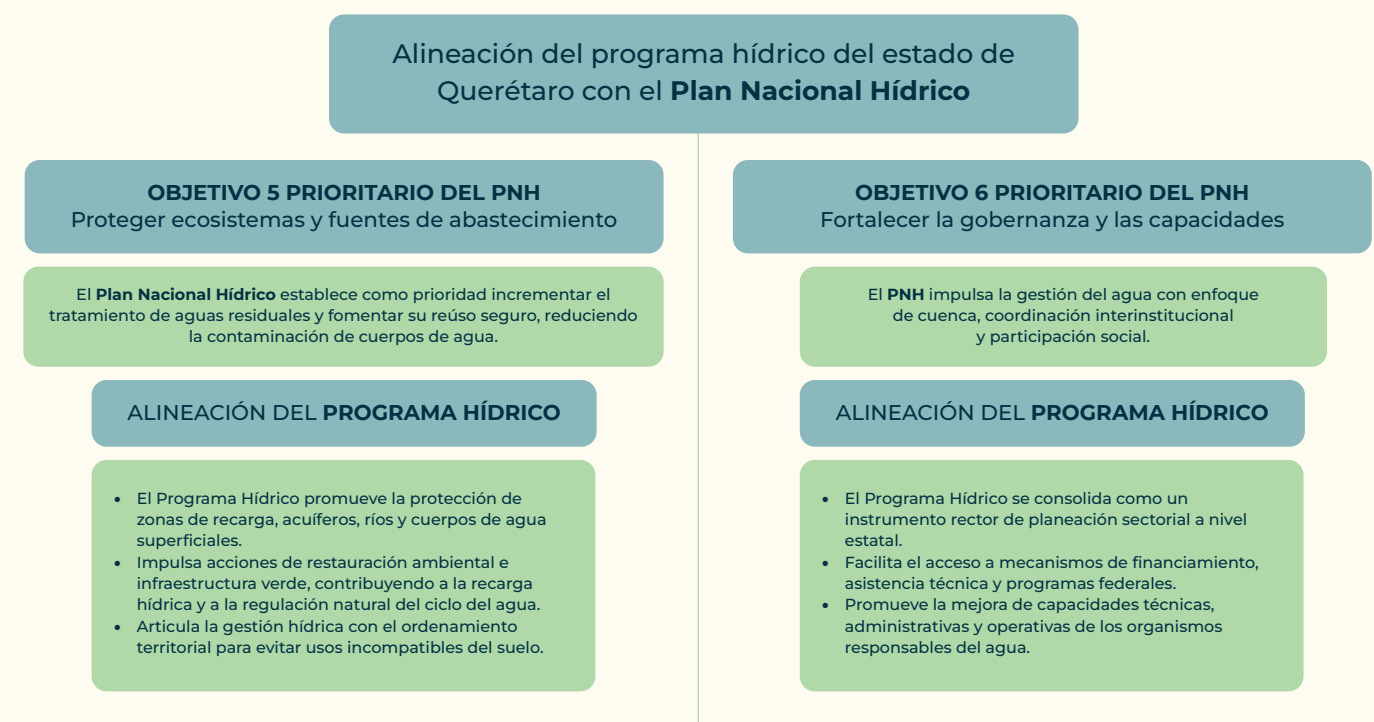 Alineación del programa hídrico del estado de
Querétaro con el Plan Nacional Hídrico
OBJETIVO 5 PRIORITARIO DEL PNH
Proteger ecosistemas y fuentes de abastecimiento
El Plan Nacional Hídrico establece como prioridad incrementar el
tratamiento de aguas residuales y fomentar su reúso seguro, reduciendo
la contaminación de cuerpos de agua.
ALINEACIÓN DEL PROGRAMA HÍDRICO
• El Programa Hídrico promueve la protección de
zonas de recarga, acuíferos, ríos y cuerpos de agua
superficiales.
• Impulsa acciones de restauración ambiental e
infraestructura verde, contribuyendo a la recarga
hídrica y a la regulación natural del ciclo del agua.
• Articula la gestión hídrica con el ordenamiento
territorial para evitar usos incompatibles del suelo.
OBJETIVO 6 PRIORITARIO DEL PNH
Fortalecer la gobernanza y las capacidades
El PNH impulsa la gestión del agua con enfoque
de cuenca, coordinación interinstitucional
y participación social.
ALINEACIÓN DEL PROGRAMA HÍDRICO
• El Programa Hídrico se consolida como un
instrumento rector de planeación sectorial a nivel
estatal.
• Facilita el acceso a mecanismos de financiamiento,
asistencia técnica y programas federales.
• Promueve la mejora de capacidades técnicas,
administrativas y operativas de los organismos
responsables del agua.